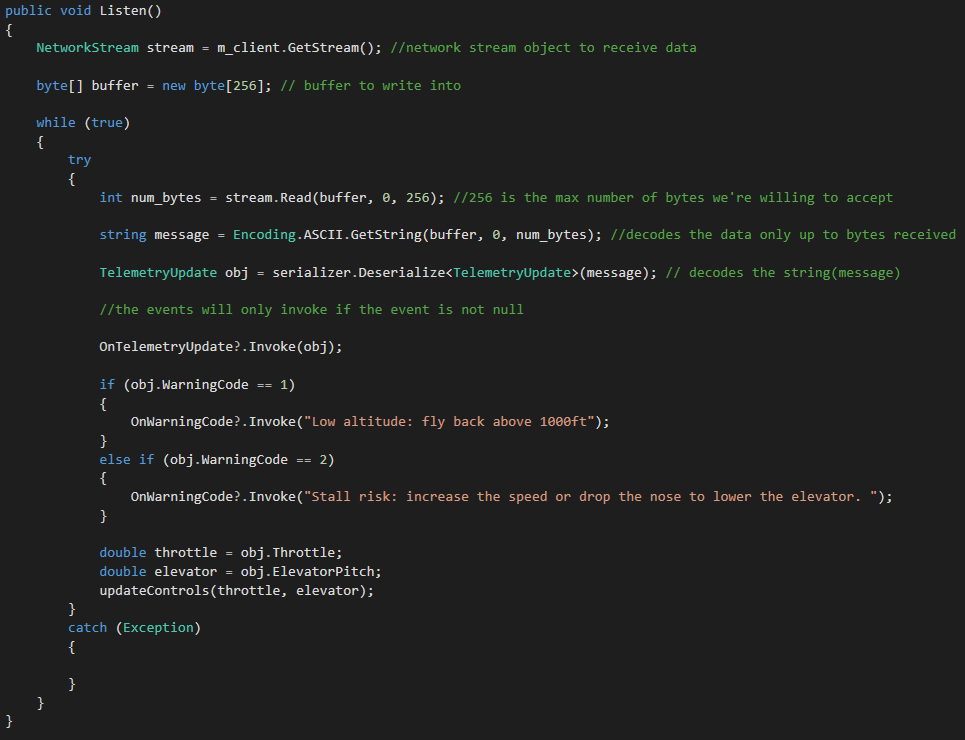 public void Listen()
{
    NetworkStream stream = m_client.GetStream(); //network stream object to receive data
    byte[] buffer = new byte[256]; // buffer to write into
    while (true)
    {
        try
        {
            int num_bytes = stream.Read(buffer, 0, 256); //256 is the max number of bytes we're willing to accept
            string message = Encoding.ASCII.GetString(buffer, 0, num_bytes); //decodes the data only up to bytes received
            TelemetryUpdate obj = serializer.Deserialize<TelemetryUpdate>(message); // decodes the string(message)
            //the events will only invoke if the event is not null
            OnTelemetryUpdate?.Invoke(obj);
            if (obj.WarningCode == 1)
            {
                OnWarningCode?.Invoke("Low altitude: fly back above 1000ft");
            }
            else if (obj.WarningCode == 2)
            {
                OnWarningCode?.Invoke("Stall risk: increase the speed or drop the nose to lower the elevator. ");
            }
            double throttle = obj.Throttle;
            double elevator = obj.ElevatorPitch;
            updateControls(throttle, elevator);
        }
        catch (Exception)
        {
        }
    }
}